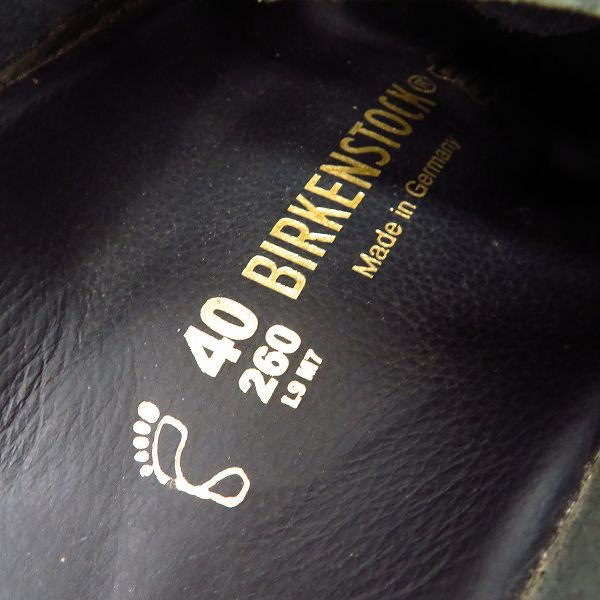 BIRKENSTOCK®
Made in Germany
40
260
L9 M7